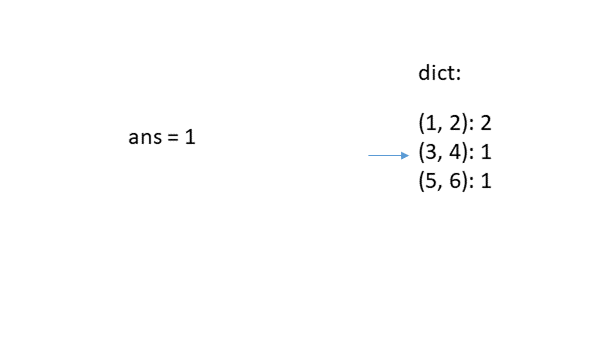 dict:
ans = 1
(1, 2): 2
(3, 4): 1
(5, 6): 1